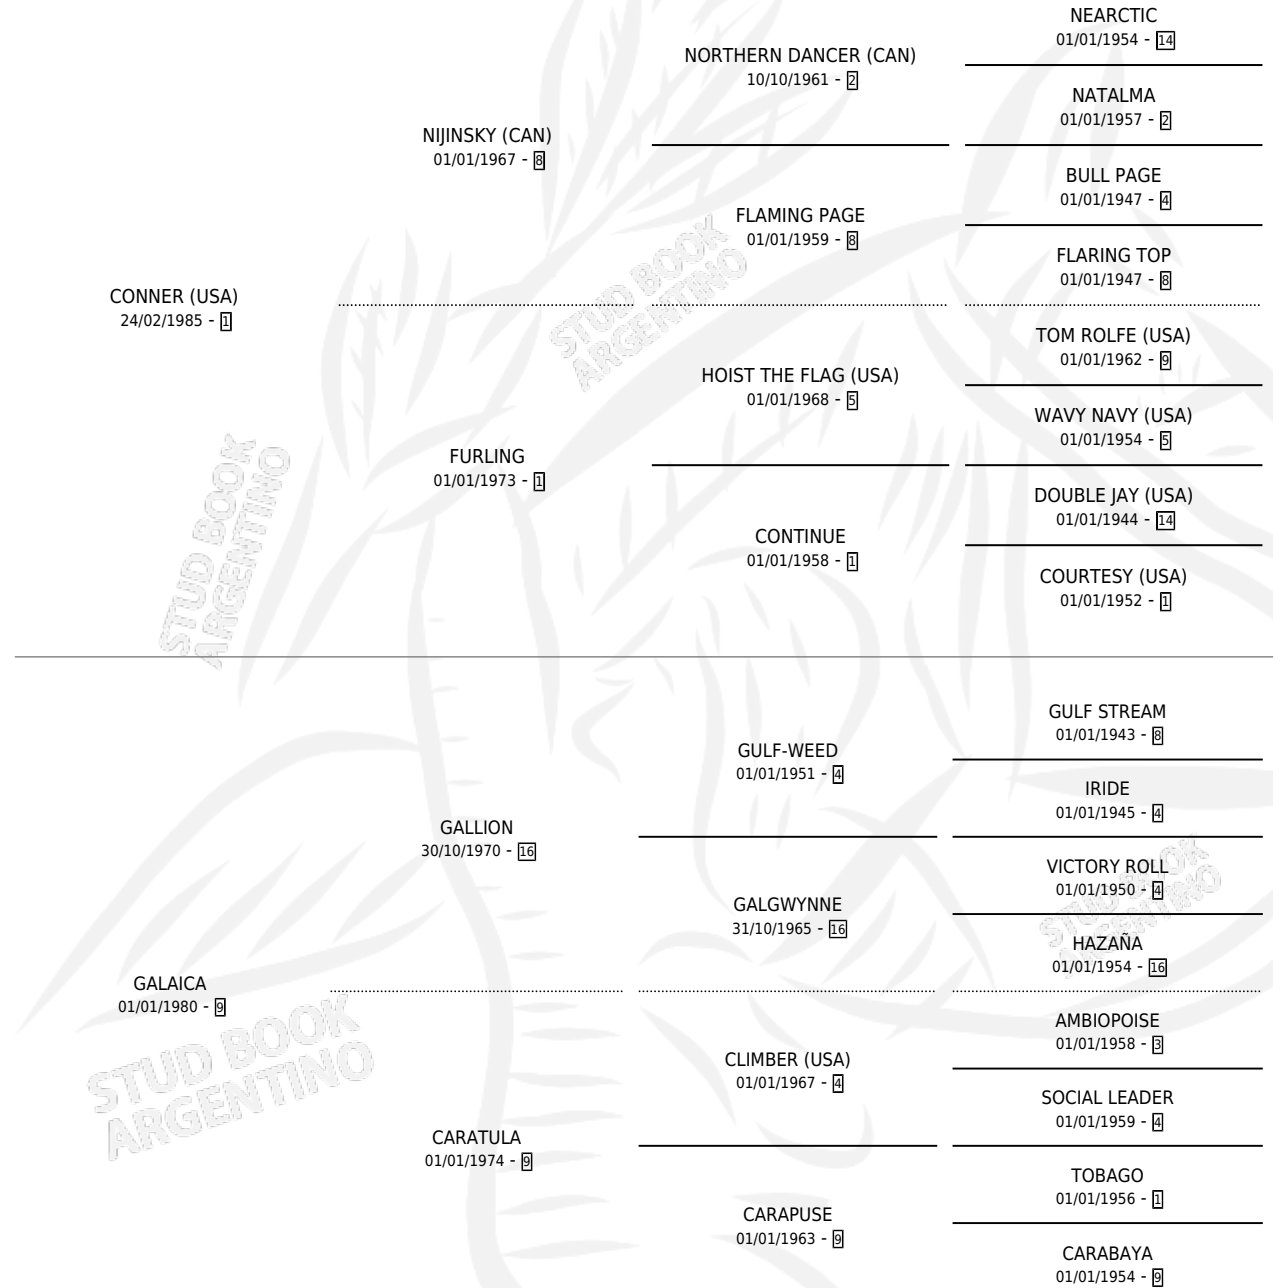 NEARCTIC
01/01/1954 - 14
NORTHERN DANCER (CAN)
10/10/1961 - 2
NATALMA
01/01/1957 - 2
NIJINSKY (CAN)
01/01/1967 - 8
BULL PAGE
01/01/1947 - 4
FLAMING PAGE
01/01/1959 - 8
FLARING TOP
01/01/1947 - 8
CONNER (USA)
24/02/1985 - 1
STUD BOOK
ARGENTINO
TOM ROLFE (USA)
01/01/1962 - 9
HOIST THE FLAG (USA)
01/01/1968 - 5
WAVY NAVY (USA)
01/01/1954 - 5
FURLING
01/01/1973 - 1
DOUBLE JAY (USA)
01/01/1944 - 14
CONTINUE
01/01/1958 - 1
COURTESY (USA)
01/01/1952 - 1
STUD BOOK
ARGENTINO
GULF STREAM
01/01/1943 - 8
GULF-WEED
01/01/1951 - 4
IRIDE
01/01/1945 - 4
GALLION
30/10/1970 - 16
VICTORY ROLL
01/01/1950 - 4
GALGWYNNE
31/10/1965 - 16
HAZAÑA
01/01/1954 - 16
STUD BOOK
ARGENTINO
GALAICA
01/01/1980 - 9
AMBIOPOISE
01/01/1958 - 3
CLIMBER (USA)
01/01/1967 - 4
SOCIAL LEADER
01/01/1959 - 4
STUD BOOK
ARGENTINO
CARATULA
01/01/1974 - 9
TOBAGO
01/01/1956 - 1
CARAPUSE
01/01/1963 - 9
CARABAYA
01/01/1954 - 9